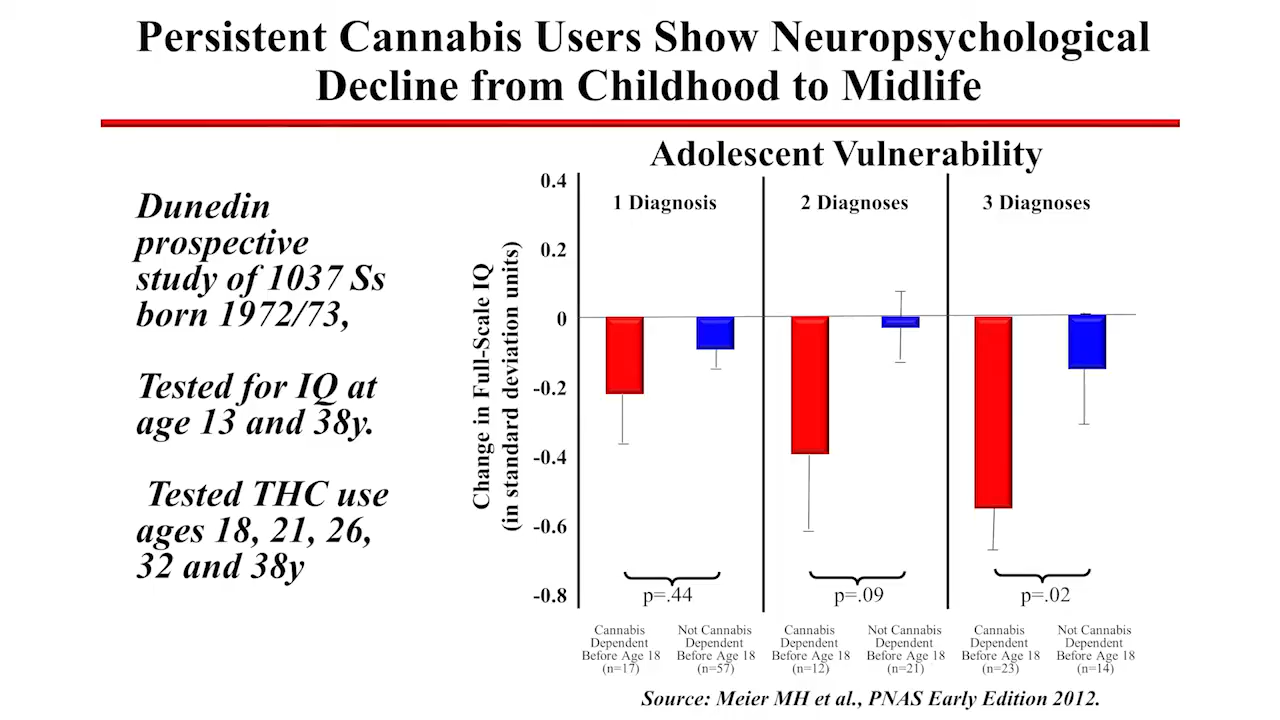 Persistent Cannabis Users Show Neuropsychological
Decline from Childhood to Midlife
Dunedin
prospective
study of 1037 Ss
born 1972/73,
Tested for IQ at
age 13 and 38y.
Tested THC use
ages 18, 21, 26,
32 and 38y
Adolescent Vulnerability
Change in Full-Scale IQ
(in standard deviation units)
0.4
0.2
0
-0.2
-0.4
-0.6
-0.8
1 Diagnosis
2 Diagnoses
3 Diagnoses
p=.44
p=.09
p=.02
Cannabis
Dependent
Before Age 18
(n=17)
Not Cannabis
Dependent
Before Age 18
(n=57)
Cannabis
Dependent
Before Age 18
(n=12)
Not Cannabis
Dependent
Before Age 18
(n=21)
Cannabis
Dependent
Before Age 18
(n=23)
Not Cannabis
Dependent
Before Age 18
(n=14)
Source: Meier MH et al., PNAS Early Edition 2012.